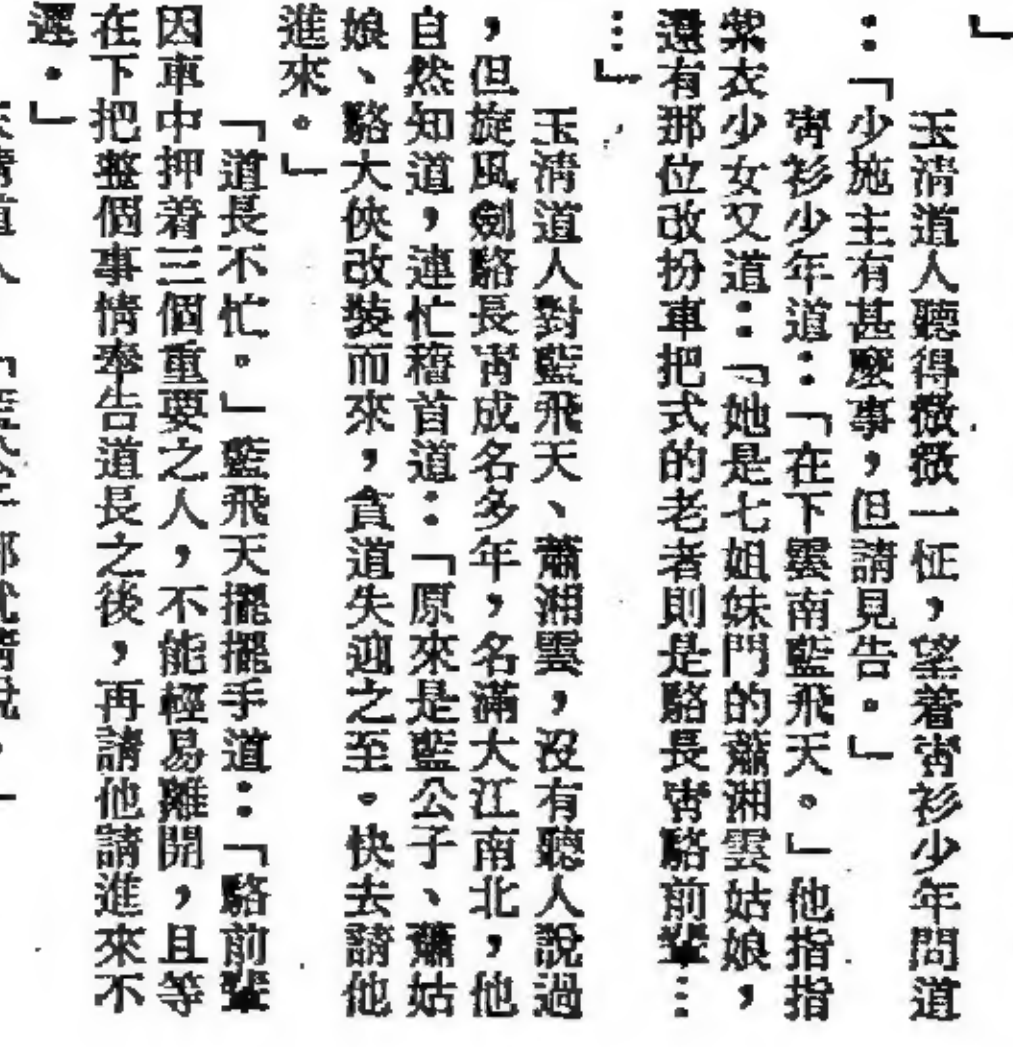 」
玉清道人聽得微微一怔，望着青衫少年問道
：「少施主有甚麼事，但請見告。」
青衫少年道：「在下雲南藍飛天。」他指指
紫衣少女又道：「她是七姐妹門的蕭湘雲姑娘，
還有那位改扮車把式的老者則是駱長青駱前輩…
…」
玉清道人對藍飛天、蕭湘雲，沒有聽人說過
，但旋風劍駱長青成名多年，名滿大江南北，他
自然知道，連忙稽首道：「原來是藍公子、蕭姑
娘、駱大俠改裝而來，貪道失迎之至。快去請他
進來。」
「道長不忙。」藍飛天擺擺手道：「駱前輩
因車中押着三個重要之人，不能輕易離開，且等
在下把整個事情奉告道長之後，再請他請進來不
遲。」